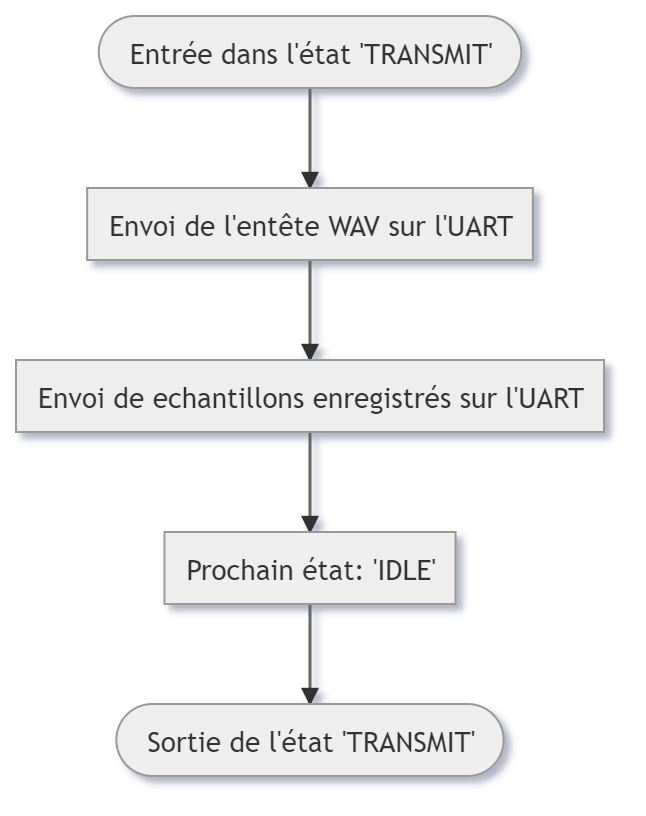 Entrée dans l'état 'TRANSMIT'
Envoi de l'entête WAV sur l'UART
Envoi de echantillons enregistrés sur l'UART
Prochain état: 'IDLE'
Sortie de l'état 'TRANSMIT'